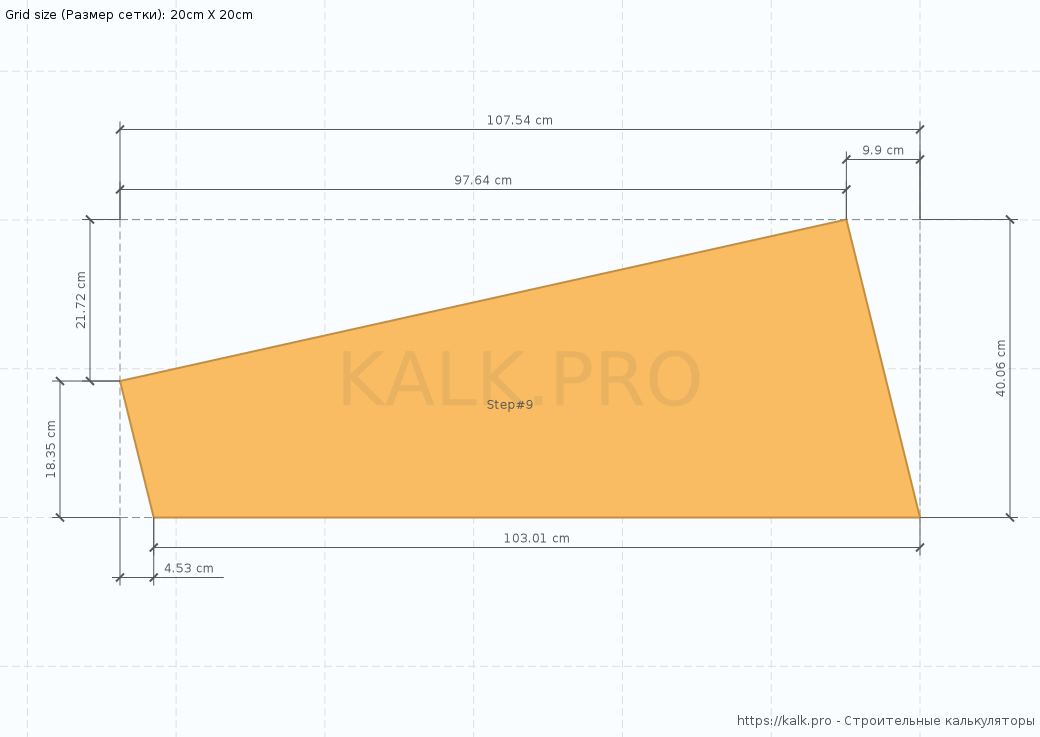 Grid size (Размер сетки): 20cm X 20cm
107.54 cm
9.9 cm
97.64 cm
21.72 cm
40.06 cm
KALK.PRO
Step#9
18.35 cm
103.01 cm
4.53 cm
https://kalk.pro - Строительные калькуляторы